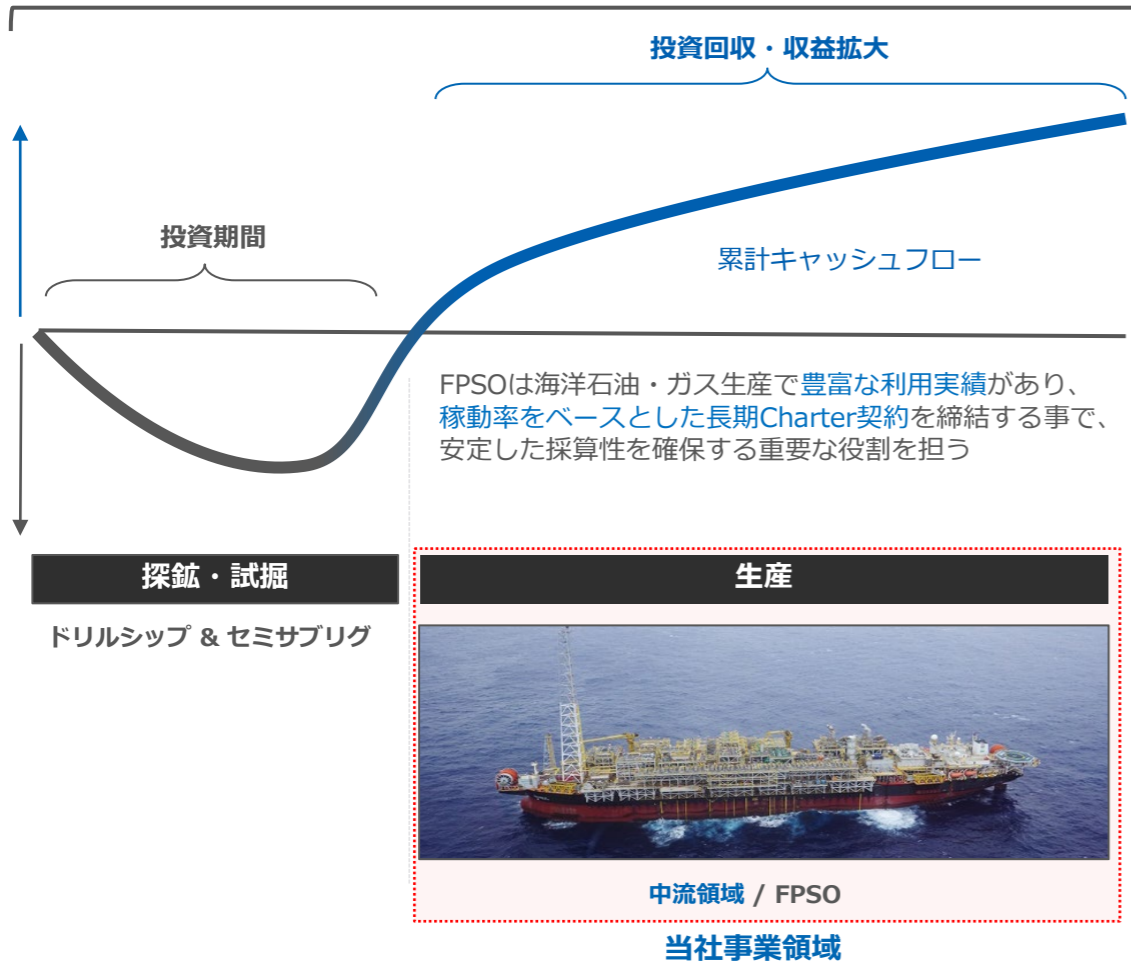 投資回収・収益拡大
投資期間
累計キャッシュフロー
FPSOは海洋石油・ガス生産で豊富な利用実績があり、
稼動率をベースとした長期Charter契約を締結する事で、
安定した採算性を確保する重要な役割を担う
探鉱・試掘
生産
ドリルシップ & セミサブリグ
中流領域 / FPSO
当社事業領域